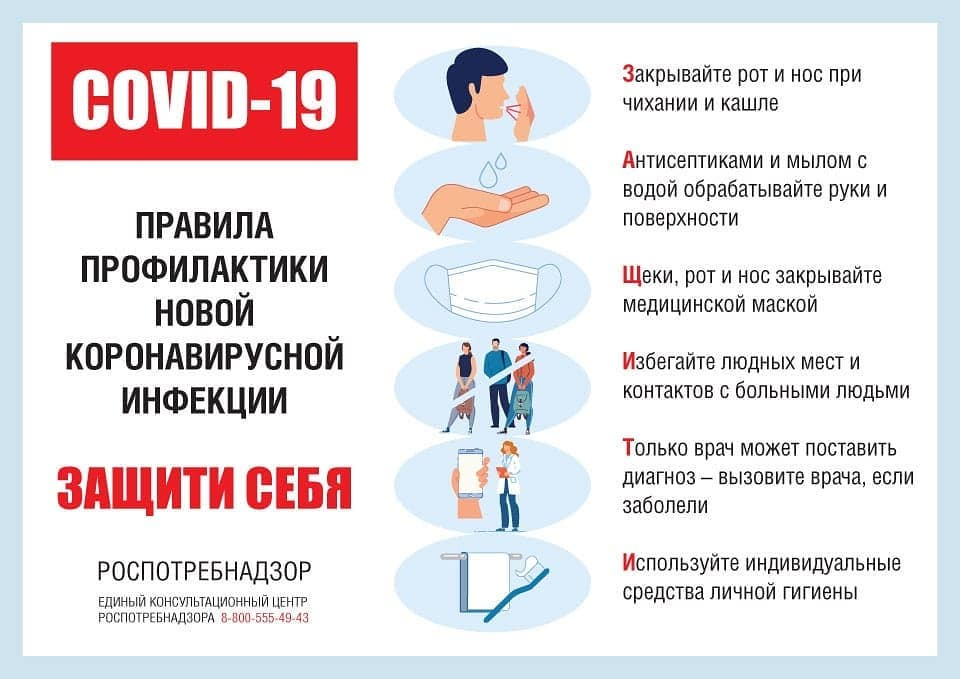 COVID-19
ПРАВИЛА
ПРОФИЛАКТИКИ
НОВОЙ
КОРОНАВИРУСНОЙ
ИНФЕКЦИИ
ЗАЩИТИ СЕБЯ
РОСПОТРЕБНАДЗОР
ЕДИНЫЙ КОНСУЛЬТАЦИОННЫЙ ЦЕНТР
РОСПОТРЕБНАДЗОРА 8-800-555-49-43
Закрывайте рот и нос при
чихании и кашле
Антисептиками и мылом с
водой обрабатывайте руки и
поверхности
Щеки, рот и нос закрывайте
медицинской маской
Избегайте людных мест и
контактов с больными людьми
Только врач может поставить
диагноз – вызовите врача, если
заболели
Используйте индивидуальные
средства личной гигиены